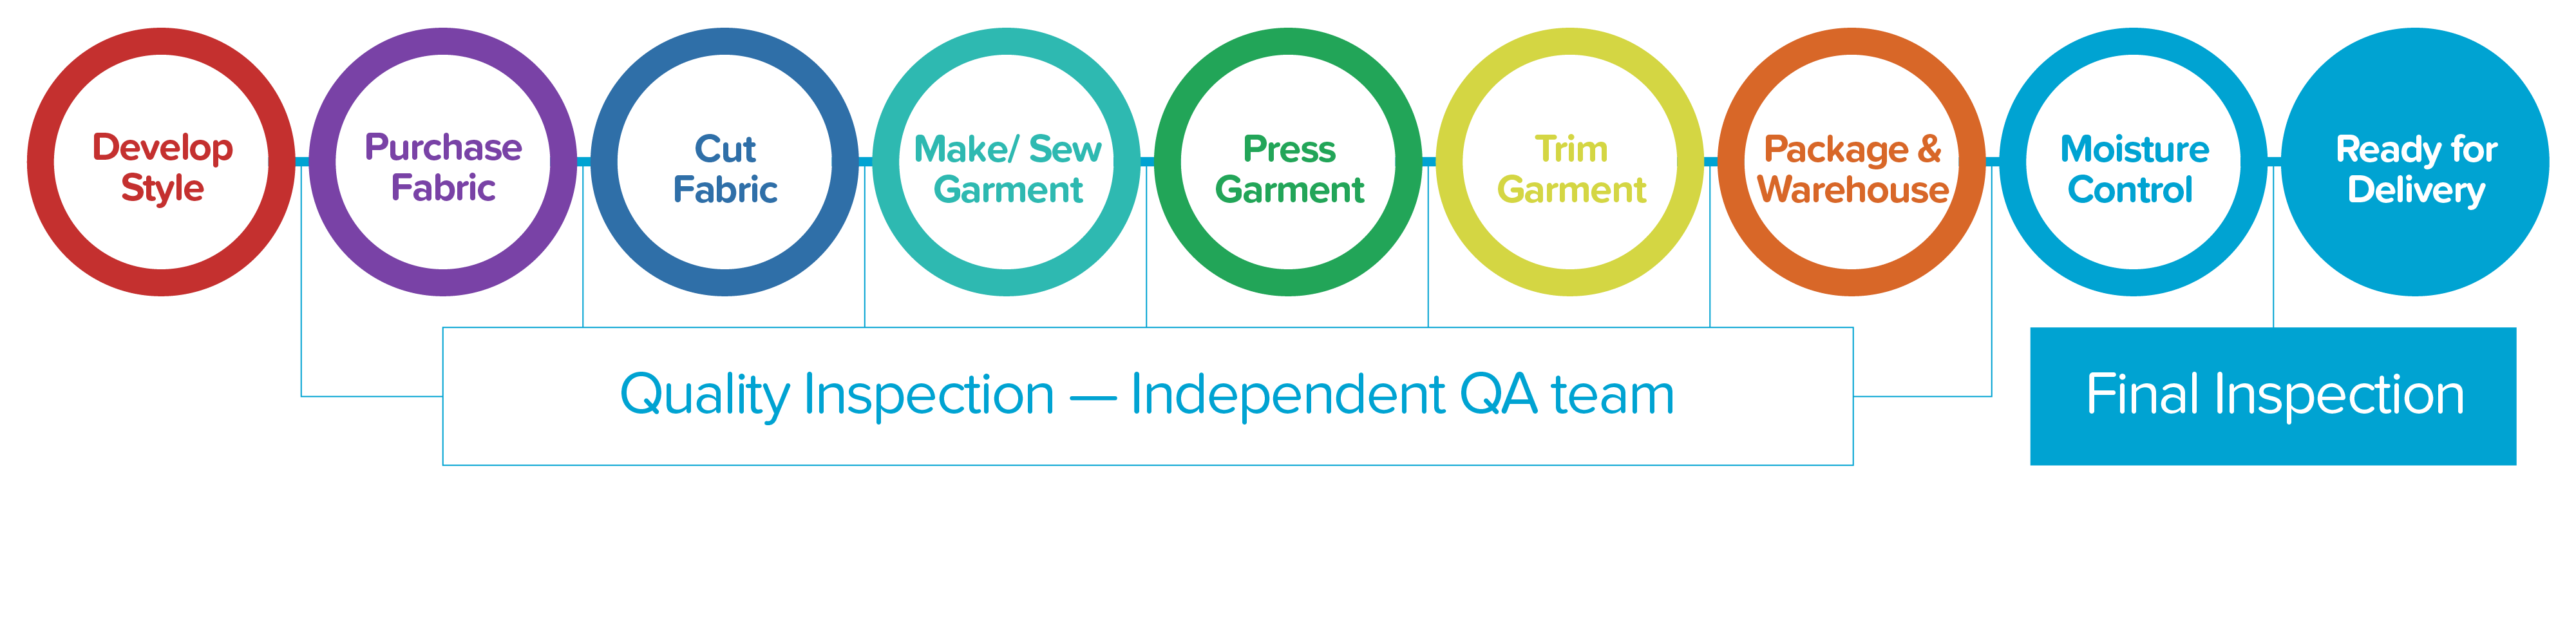 Develop
Style
Purchase
Fabric
Cut
Fabric
Make/ Sew
Garment
Press
Garment
Trim
Garment
Package &
Warehouse
Moisture
Control
Ready for
Delivery
Quality Inspection — Independent QA team
Final Inspection